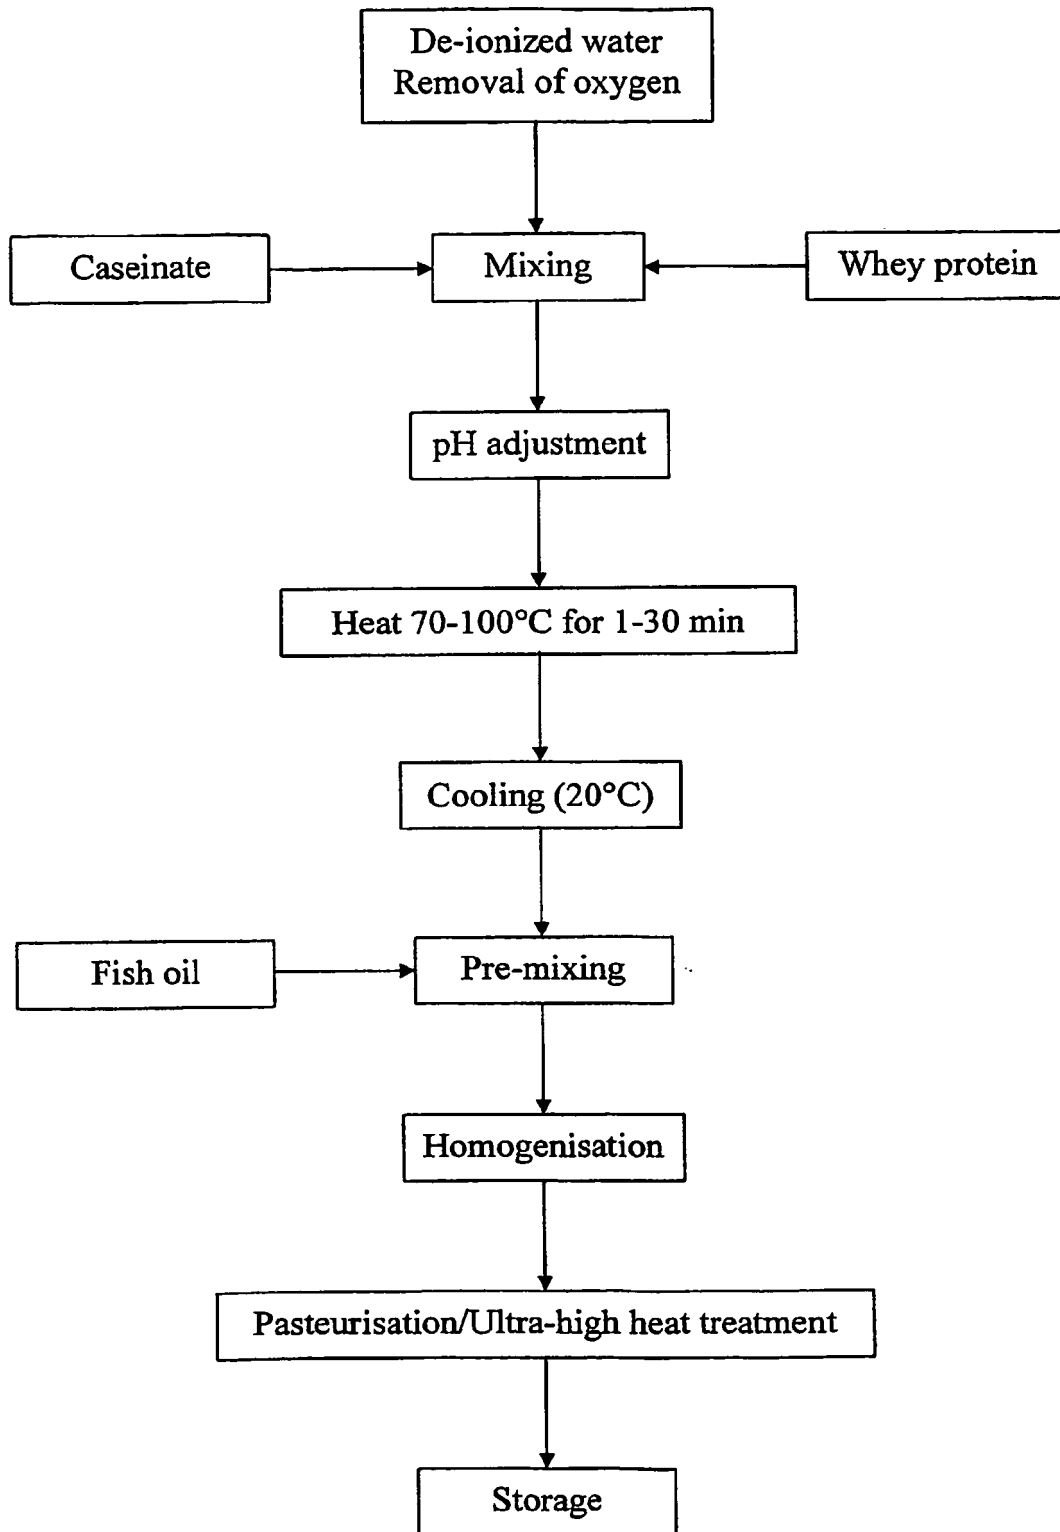 De-ionized water
Removal of oxygen
Caseinate
Mixing
Whey protein
pH adjustment
Heat 70-100°C for 1-30 min
Cooling (20°C)
Fish oil
Pre-mixing
Homogenisation
Pasteurisation/Ultra-high heat treatment
Storage